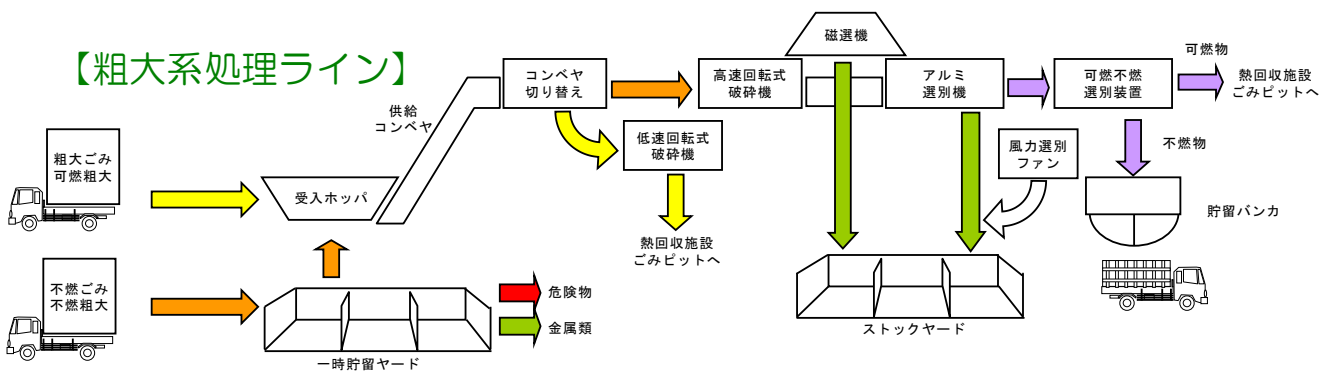 【粗大系処理ライン】
粗大ごみ
可燃粗大
不燃ごみ
不燃粗大
受入ホッパ
供給
コンベヤ
一時貯留ヤード
危険物
金属類
コンベヤ
切り替え
低速回転式
破砕機
熱回収施設
ごみピットへ
高速回転式
破砕機
磁選機
アルミ
選別機
風力選別
ファン
ストックヤード
可燃不燃
選別装置
可燃物
熱回収施設
ごみピットへ
不燃物
貯留バンカ